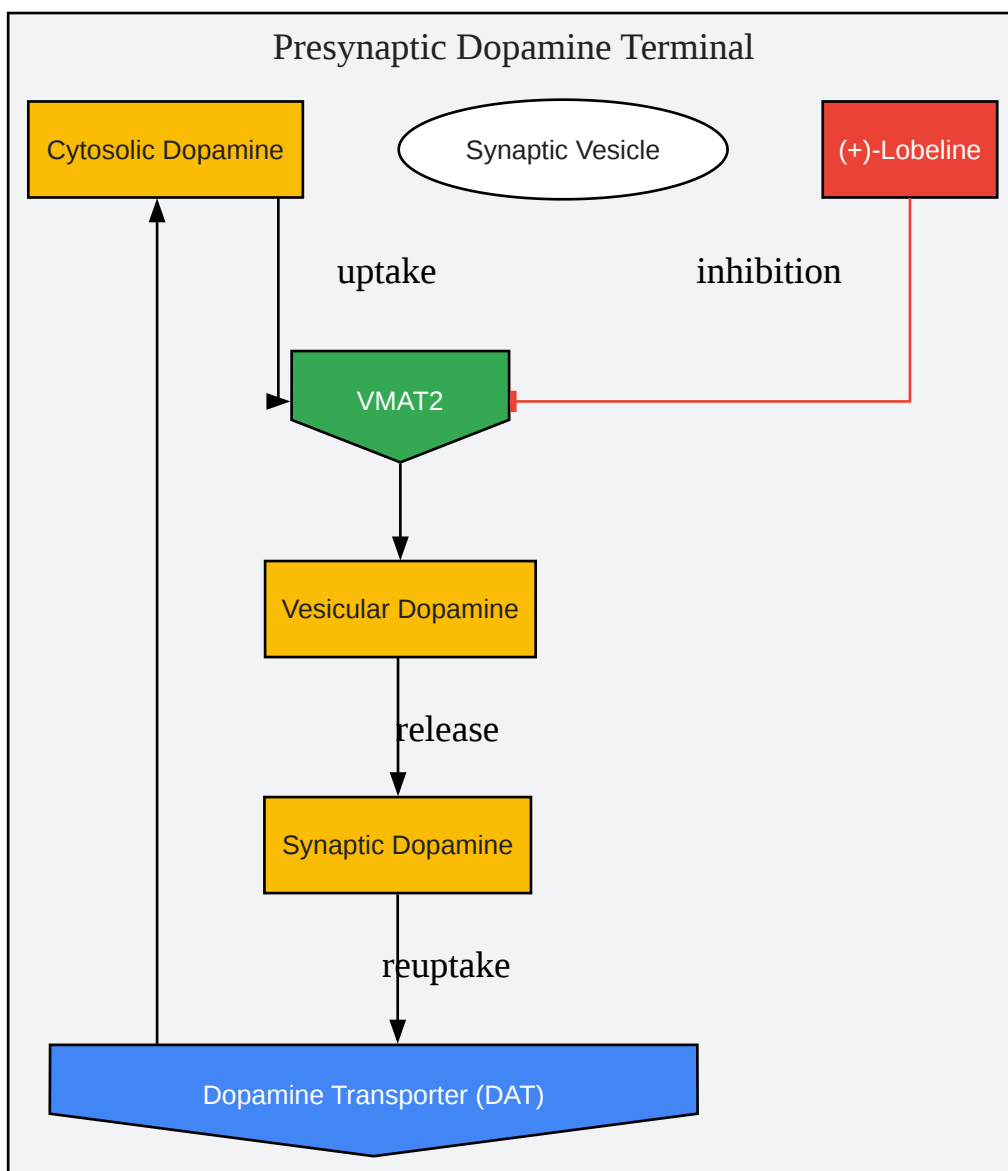 Presynaptic Dopamine Terminal
Cytosolic Dopamine
Synaptic Vesicle
(+)-Lobeline
uptake
inhibition
VMAT2
Vesicular Dopamine
release
Synaptic Dopamine
reuptake
Dopamine Transporter (DAT)